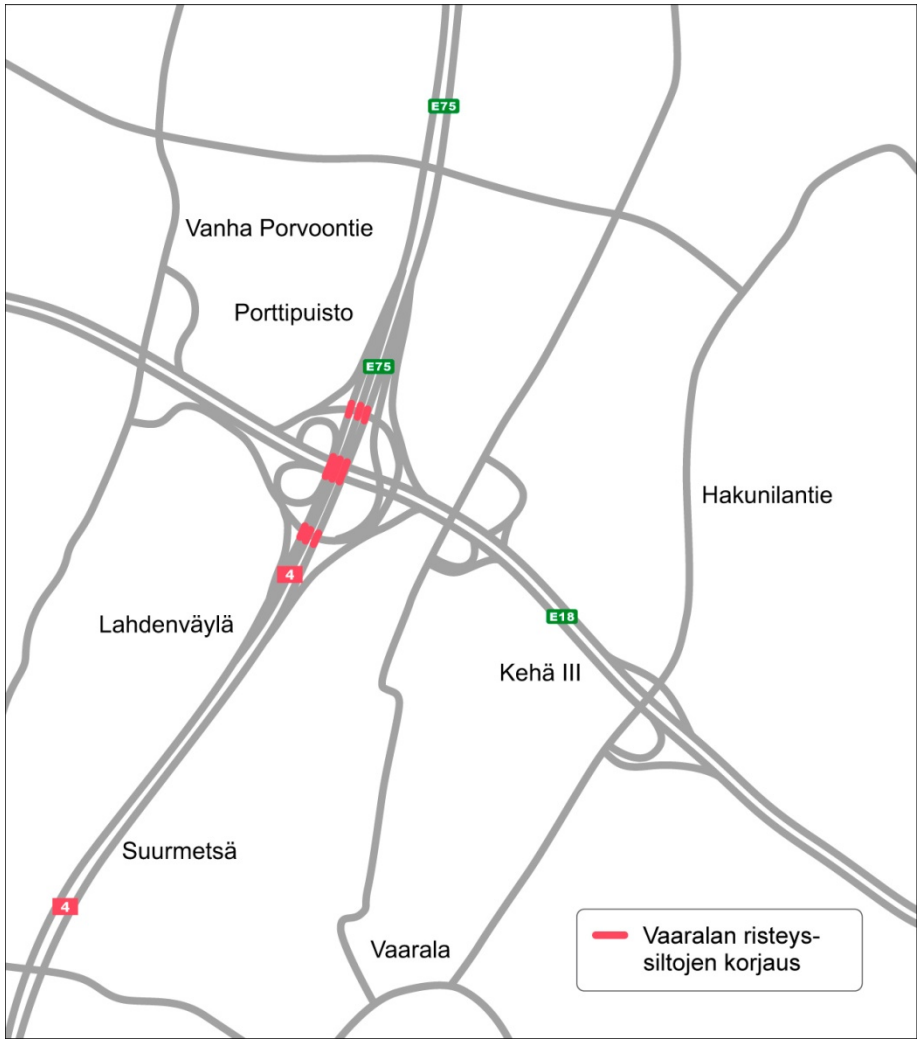 E75
Vanha Porvoontie
Porttipuisto
E75
Hakunilantie
4
E18
Lahdenväylä
Kehä III
Suurmetsä
4
Vaarala
Vaaralan risteys-
siltojen korjaus